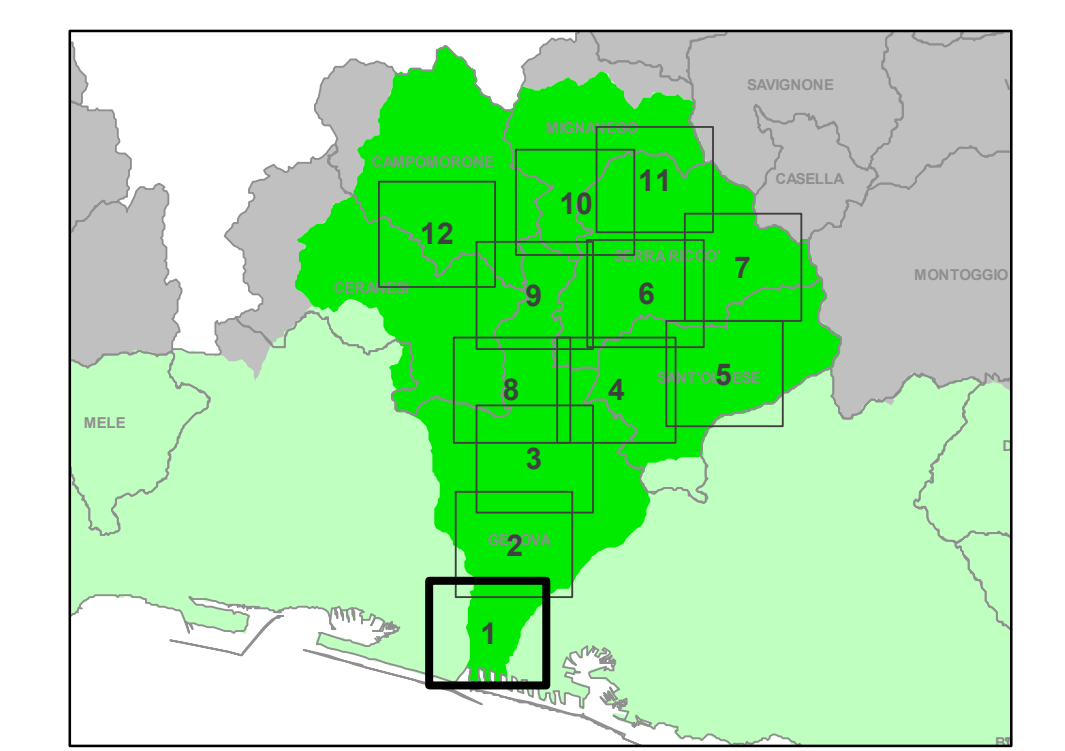 SAVIGNONE
MIGNANEGO
CAMPOMORONE
CASELLA
11
10
12
SERRA RICCO'
7
MONTOGGIO
CERANESI
9
6
SANT'OLCESE
5
8
4
MELE
3
GENOVA
2
1